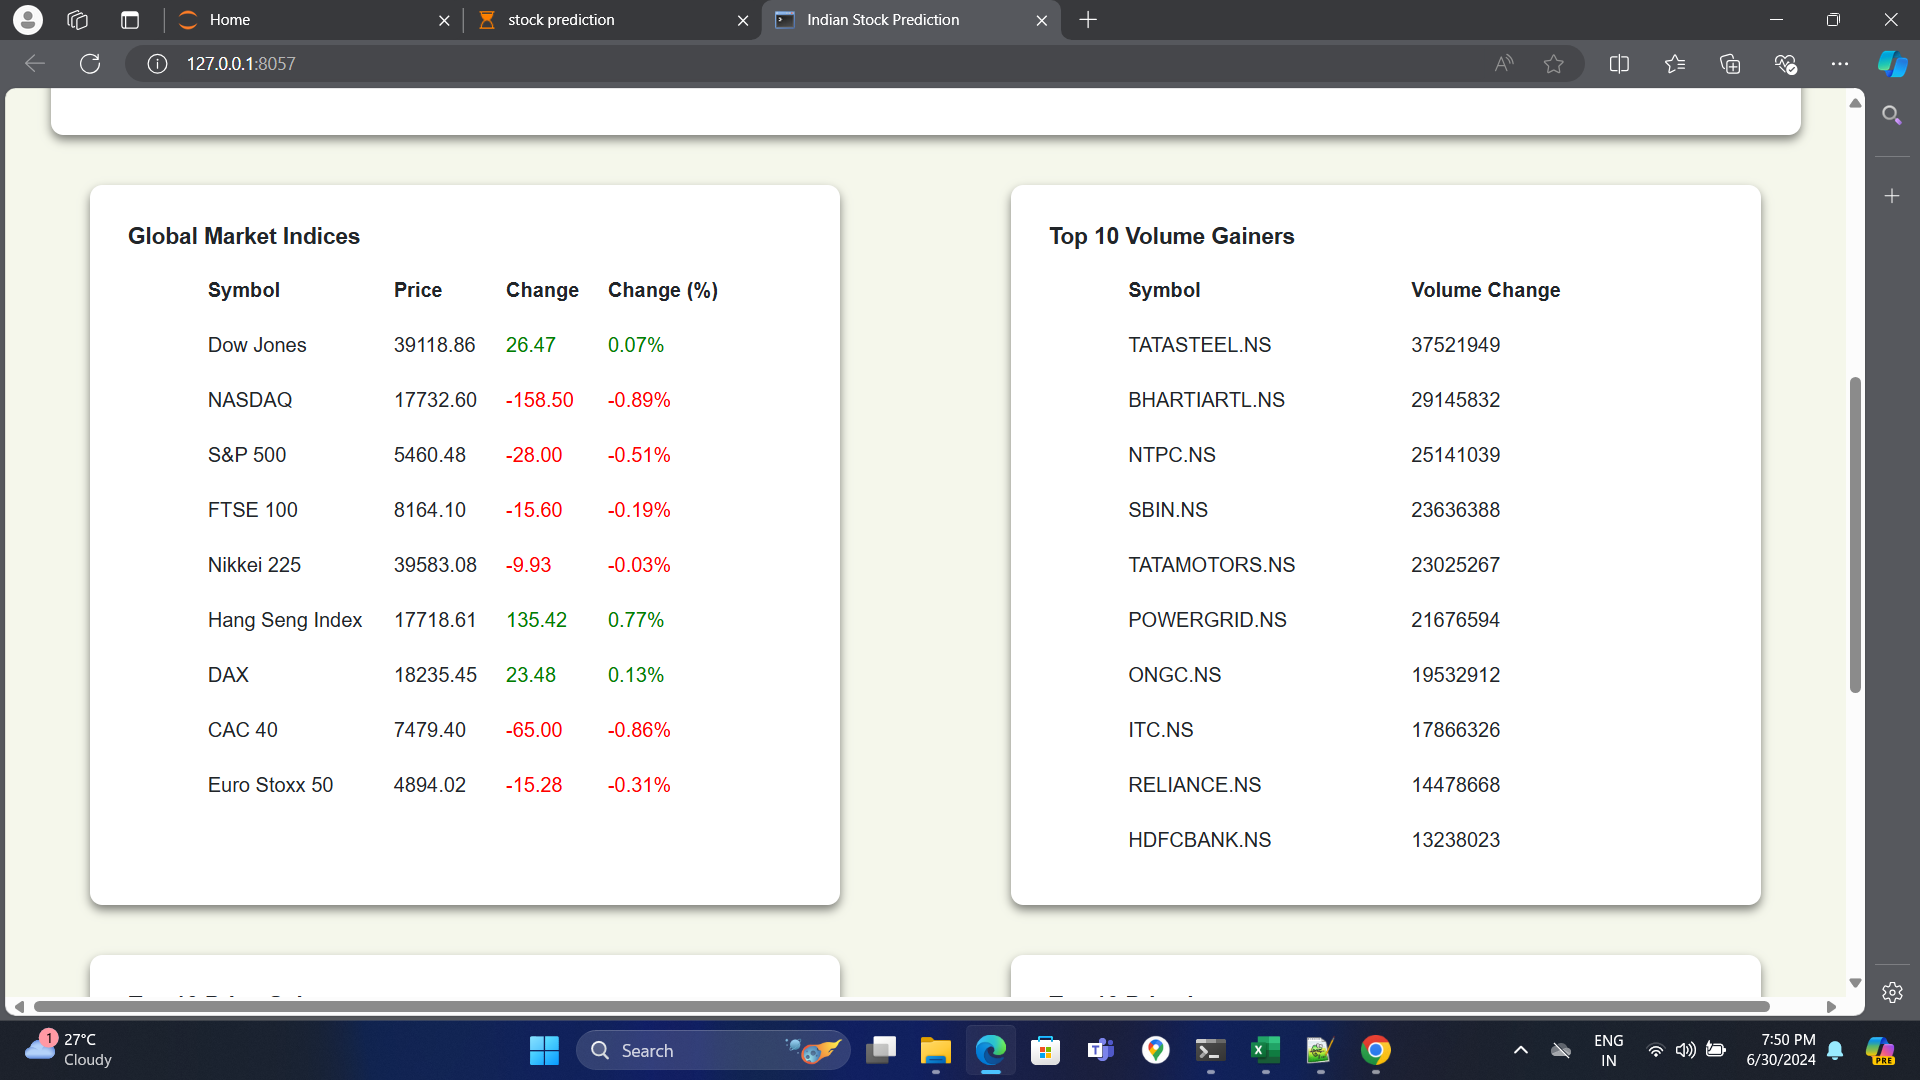 Home
stock prediction
Indian Stock Prediction
127.0.0.1:8057
Global Market Indices
Symbol Price Change Change (%)
Dow Jones 39118.86 26.47 0.07%
NASDAQ 17732.60 -158.50 -0.89%
S&P 500 5460.48 -28.00 -0.51%
FTSE 100 8164.10 -15.60 -0.19%
Nikkei 225 39583.08 -9.93 -0.03%
Hang Seng Index 17718.61 135.42 0.77%
DAX 18235.45 23.48 0.13%
CAC 40 7479.40 -65.00 -0.86%
Euro Stoxx 50 4894.02 -15.28 -0.31%
Top 10 Volume Gainers
Symbol Volume Change
TATASTEEL.NS 37521949
BHARTIARTL.NS 29145832
NTPC.NS 25141039
SBIN.NS 23636388
TATAMOTORS.NS 23025267
POWERGRID.NS 21676594
ONGC.NS 19532912
ITC.NS 17866326
RELIANCE.NS 14478668
HDFCBANK.NS 13238023
1
27°C
Cloudy
Search
ENG
IN
7:50 PM
6/30/2024
PRE